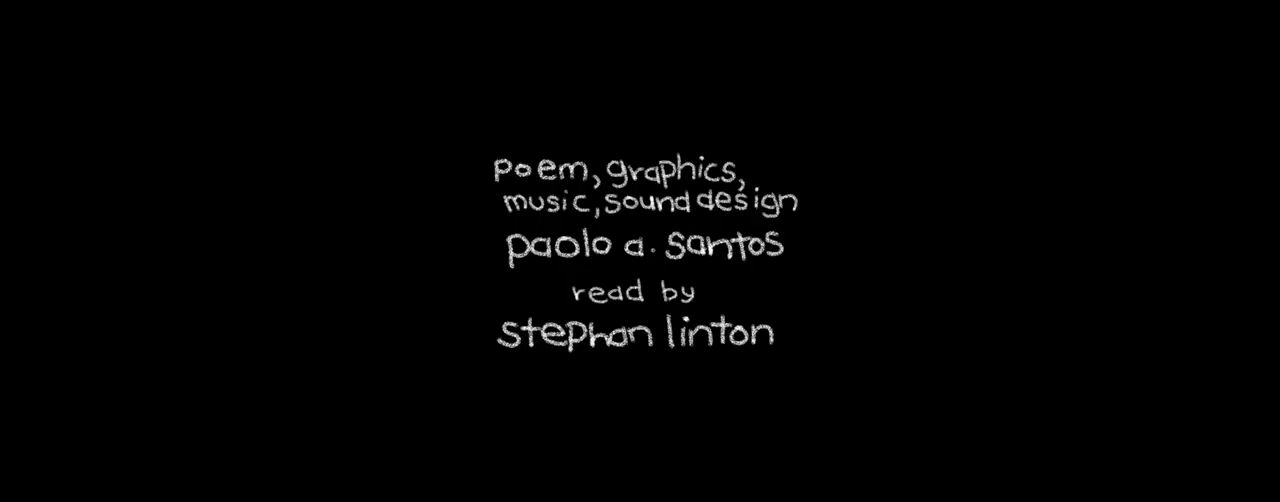 poem, graphics,
music, sound design
paolo a. santos
read by
stephan linton